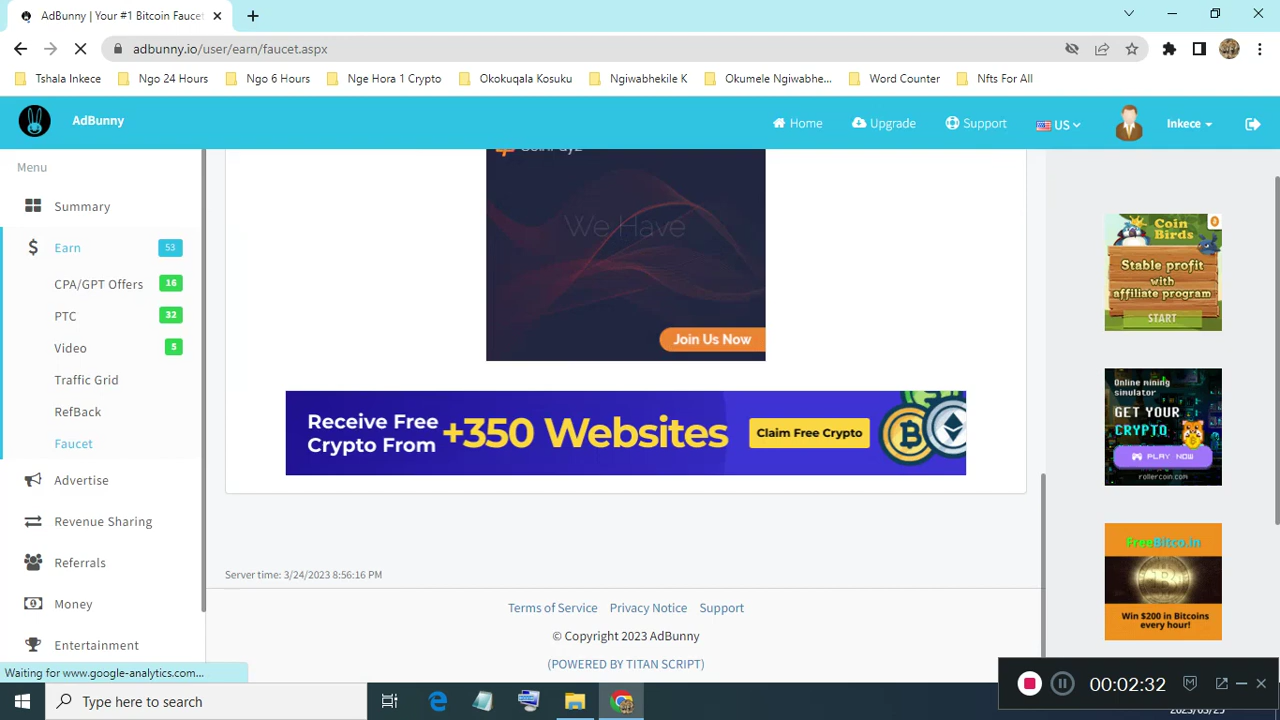 AdBunny | Your #1 Bitcoin Faucet
adbunny.io/user/earn/faucet.aspx
Tshala Inkece
Ngo 24 Hours
Ngo 6 Hours
Nge Hora 1 Crypto
Okokuqala Kosuku
Ngiwabhekile K
Okumele Ngiwabhe...
Word Counter
Nfts For All
AdBunny
Home
Upgrade
Support
US
Inkece
Menu
Summary
Earn 53
CPA/GPT Offers 16
PTC 32
Video 5
Traffic Grid
RefBack
Faucet
Advertise
Revenue Sharing
Referrals
Money
Entertainment
We Have
Join Us Now
Receive Free
Crypto From
+350 Websites
Claim Free Crypto
Server time: 3/24/2023 8:56:16 PM
Terms of Service Privacy Notice Support
© Copyright 2023 AdBunny
(POWERED BY TITAN SCRIPT)
Coin
Birds
Stable profit
with
affiliate program
START
Online mining
simulator
GET YOUR
CRYPTO
PLAY NOW
rollercoin.com
FreeBitco.in
Win $200 in Bitcoins
every hour!
Waiting for www.google-analytics.com...
Type here to search
00:02:32